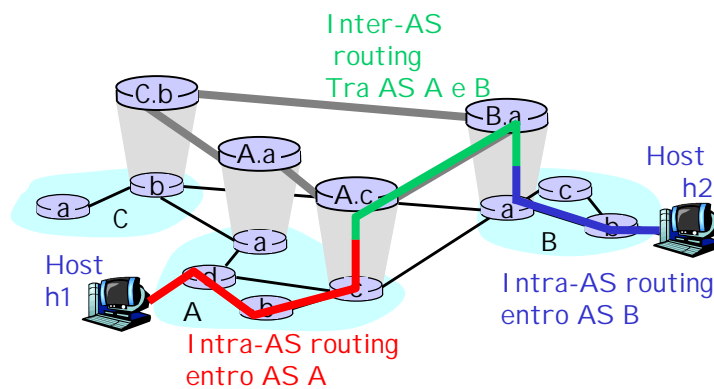 Inter-AS
routing
Tra AS A e B
C.b
B.a
A.a
Host
h2
b
A.c
c
a
C
a
a
b
B
Host
h1
d
c
A
b
Intra-AS routing
entro AS B
Intra-AS routing
entro AS A